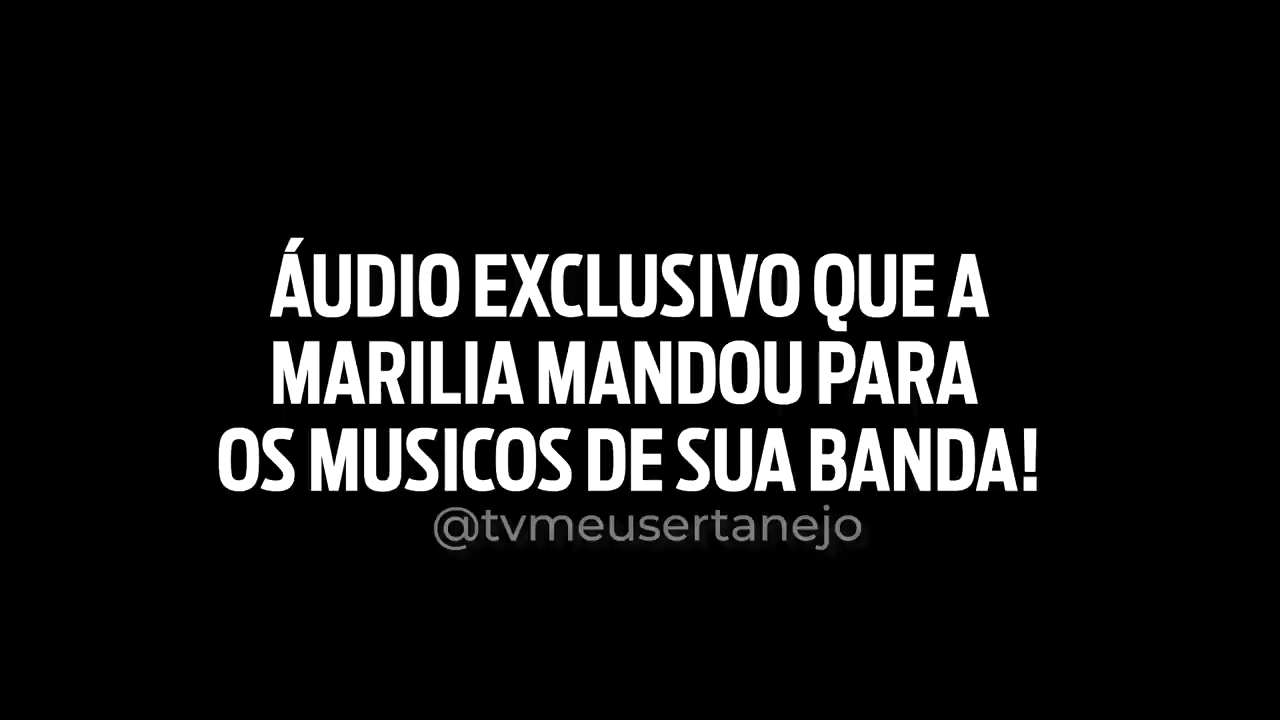 ÁUDIO EXCLUSIVO QUE A
MARILIA MANDOU PARA
OS MUSICOS DE SUA BANDA!
@tvmeusertanejo